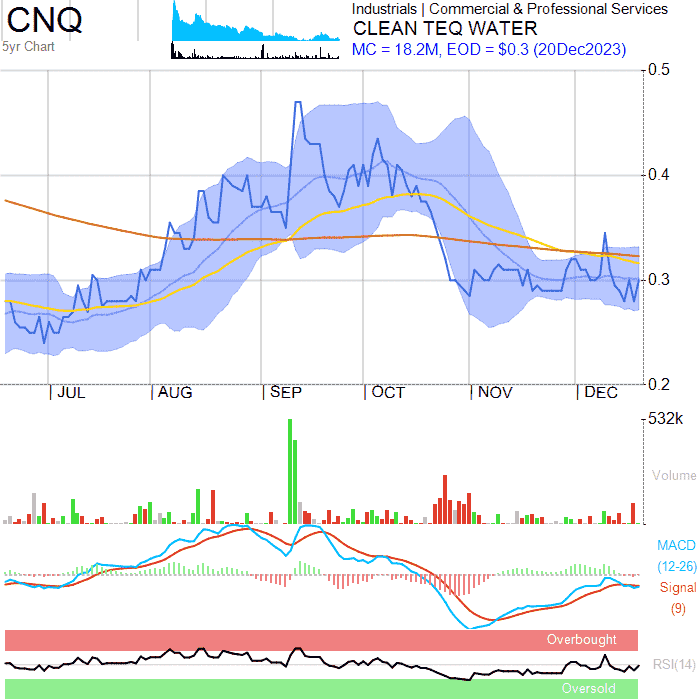 CNQ
5yr Chart
Industrials | Commercial & Professional Services
CLEAN TEQ WATER
MC = 18.2M, EOD = $0.3 (20Dec2023)
0.5
0.4
0.3
0.2
JUL AUG SEP OCT NOV DEC
532k
Volume
MACD
(12-26)
Signal
(9)
Overbought
RSI(14)
Oversold